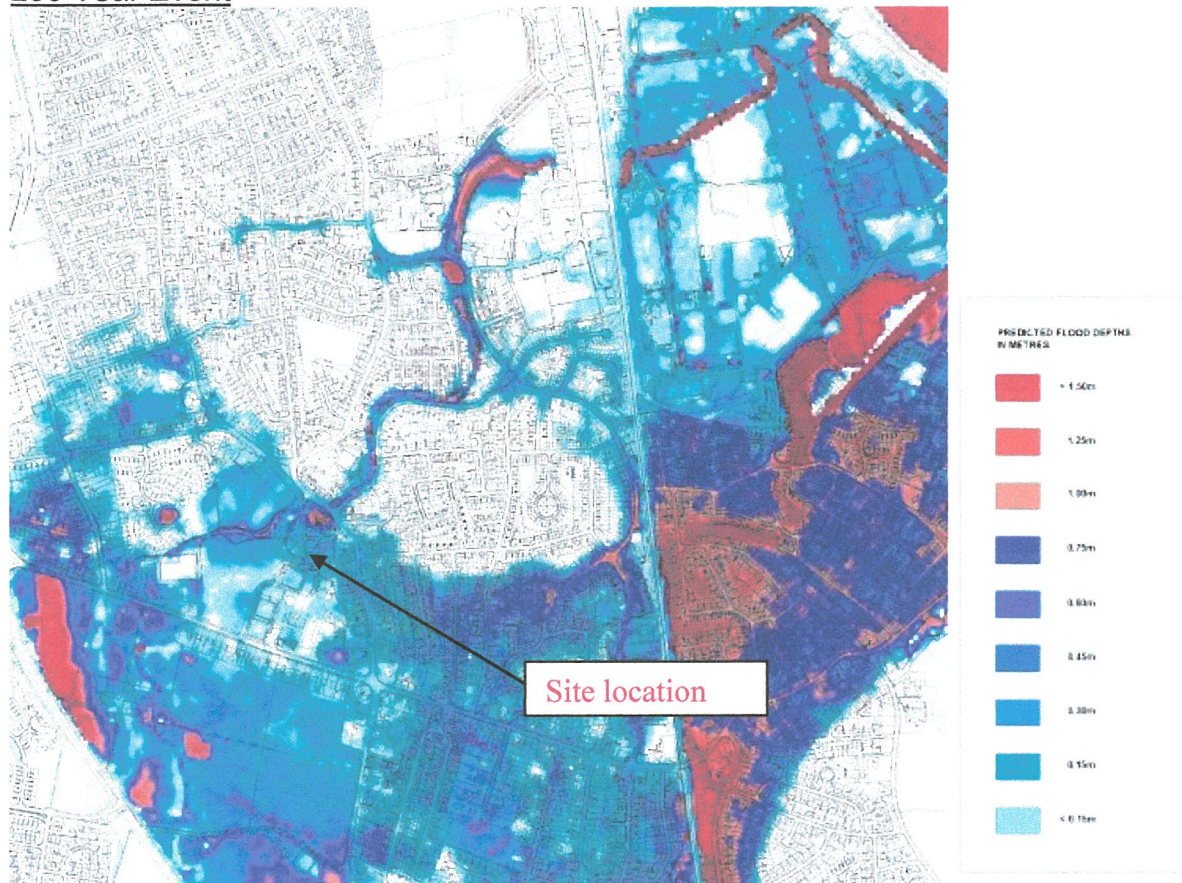 Site location
PREDICTED FLOOD DEPTHS
IN METRES
> 1.50m
1.25m
1.00m
0.75m
0.60m
0.45m
0.30m
0.15m
< 0.15m